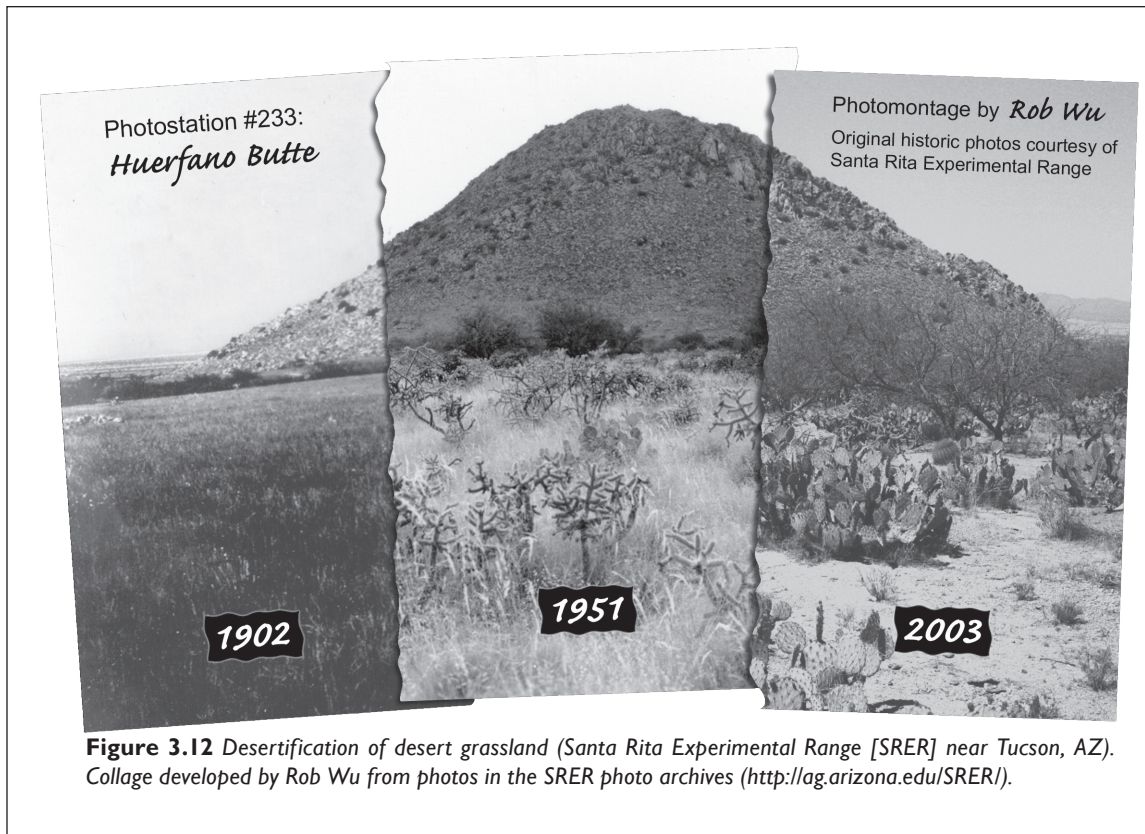 Photostation #233:
Huerfano Butte
Photomontage by Rob Wu
Original historic photos courtesy of
Santa Rita Experimental Range
1902
1951
2003
Figure 3.12 Desertification of desert grassland (Santa Rita Experimental Range [SRER] near Tucson, AZ).
Collage developed by Rob Wu from photos in the SRER photo archives (http://ag.arizona.edu/SRER/).